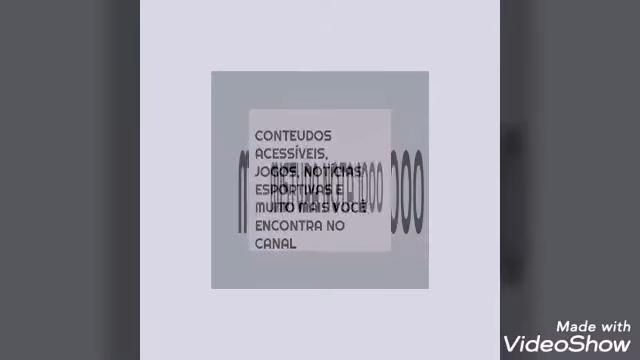 CONTEUDOS
ACESSÍVEIS,
JOGOS, NOTÍCIAS
ESPORTIVAS E
MUITO MAIS VOCÊ
ENCONTRA NO
CANAL
Made with
VideoShow